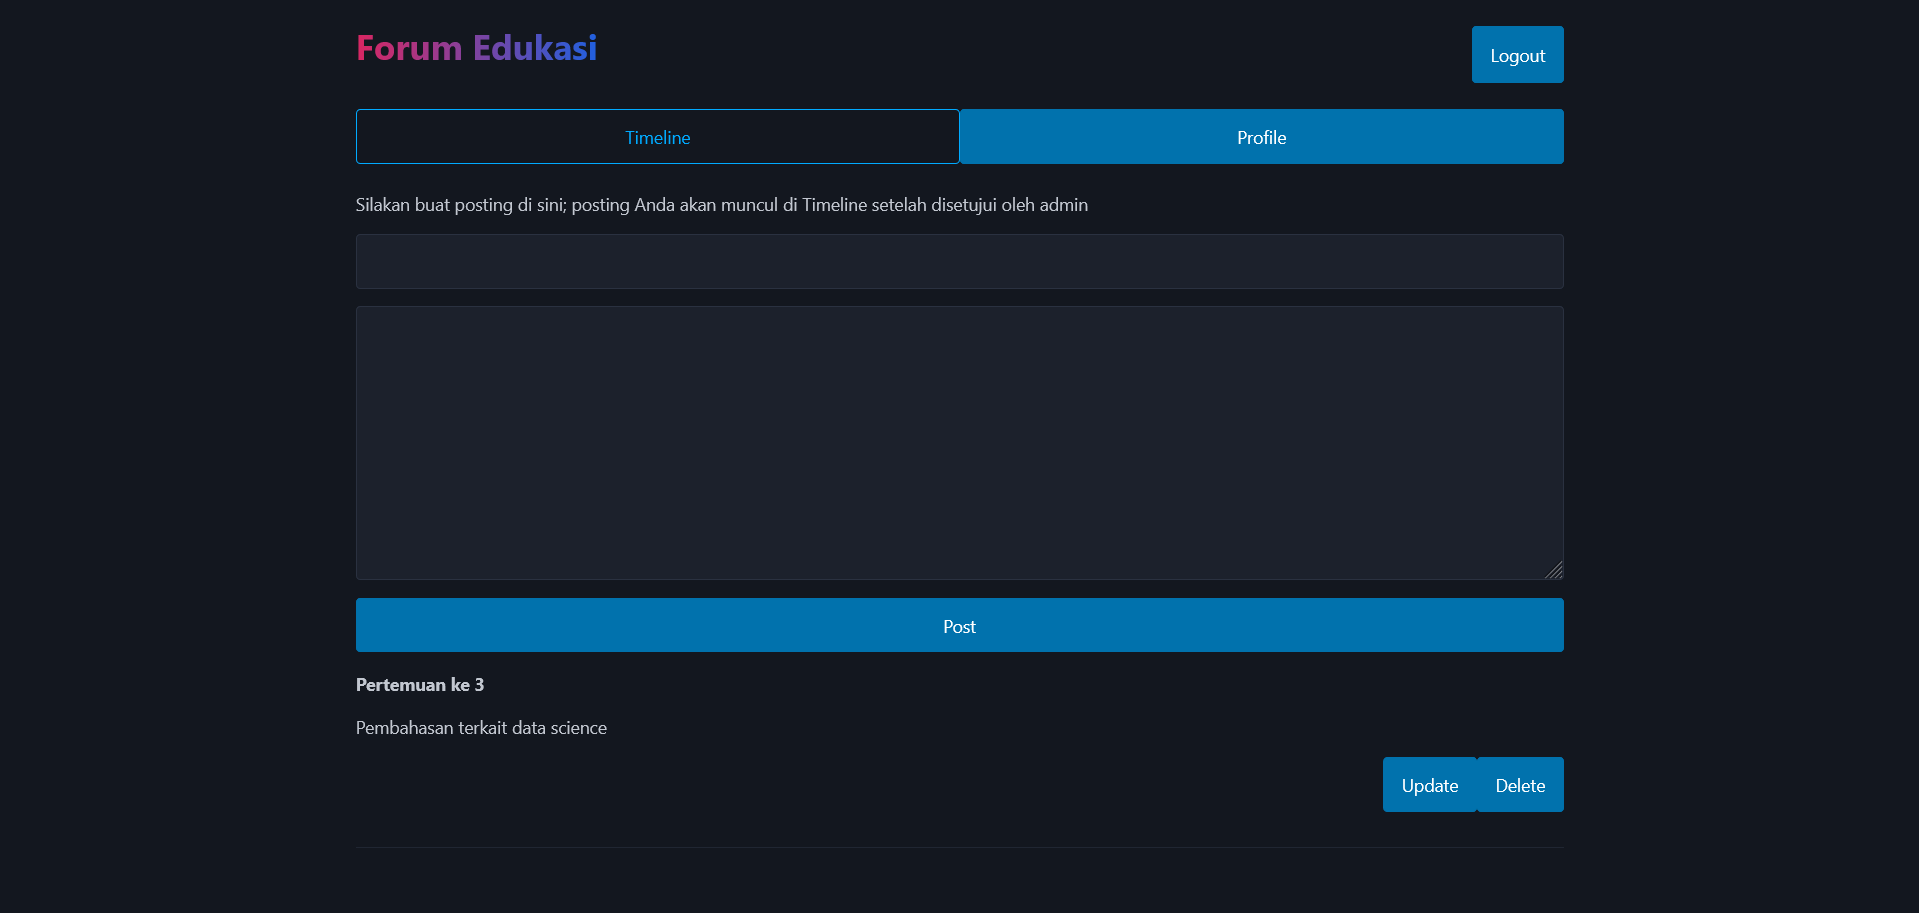 Forum Edukasi
Logout
Timeline
Profile
Silakan buat posting di sini; posting Anda akan muncul di Timeline setelah disetujui oleh admin
Post
Pertemuan ke 3
Pembahasan terkait data science
Update
Delete